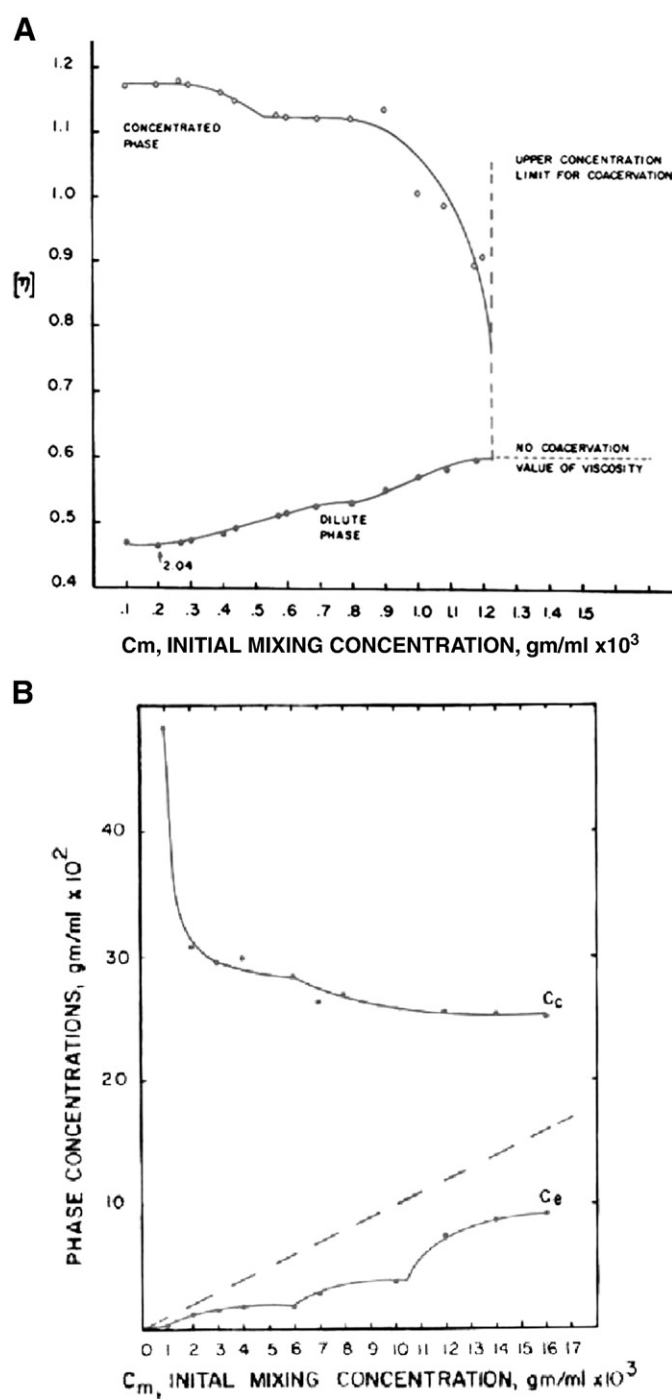 A
1.2
1.1
1.0
0.9
0.8
0.7
0.6
0.5
0.4
[η]
CONCENTRATED
PHASE
UPPER CONCENTRATION
LIMIT FOR COACERVATION
NO COACERVATION
VALUE OF VISCOSITY
DILUTE
PHASE
2.04
.1 .2 .3 .4 .5 .6 .7 .8 .9 1.0 1.1 1.2 1.3 1.4 1.5
Cm, INITIAL MIXING CONCENTRATION, gm/ml x10³
B
40
30
20
10
PHASE CONCENTRATIONS, gm/ml x 10²
Cc
Ce
0 1 2 3 4 5 6 7 8 9 10 11 12 13 14 15 16 17
Cm, INITAL MIXING CONCENTRATION, gm/ml x10³